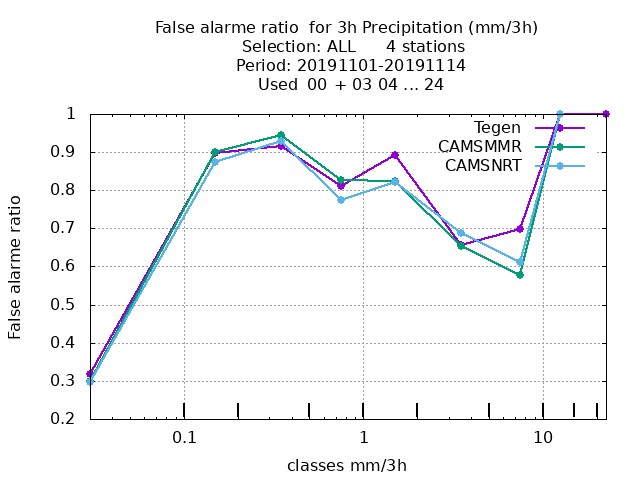 False alarme ratio  for 3h Precipitation (mm/3h)
Selection: ALL      4 stations
Period: 20191101-20191114
Used  00  + 03 04 ... 24
Tegen
CAMSMMR
CAMSNRT
1
0.9
0.8
0.7
0.6
0.5
0.4
0.3
0.2
False alarme ratio
0.1
1
10
classes mm/3h